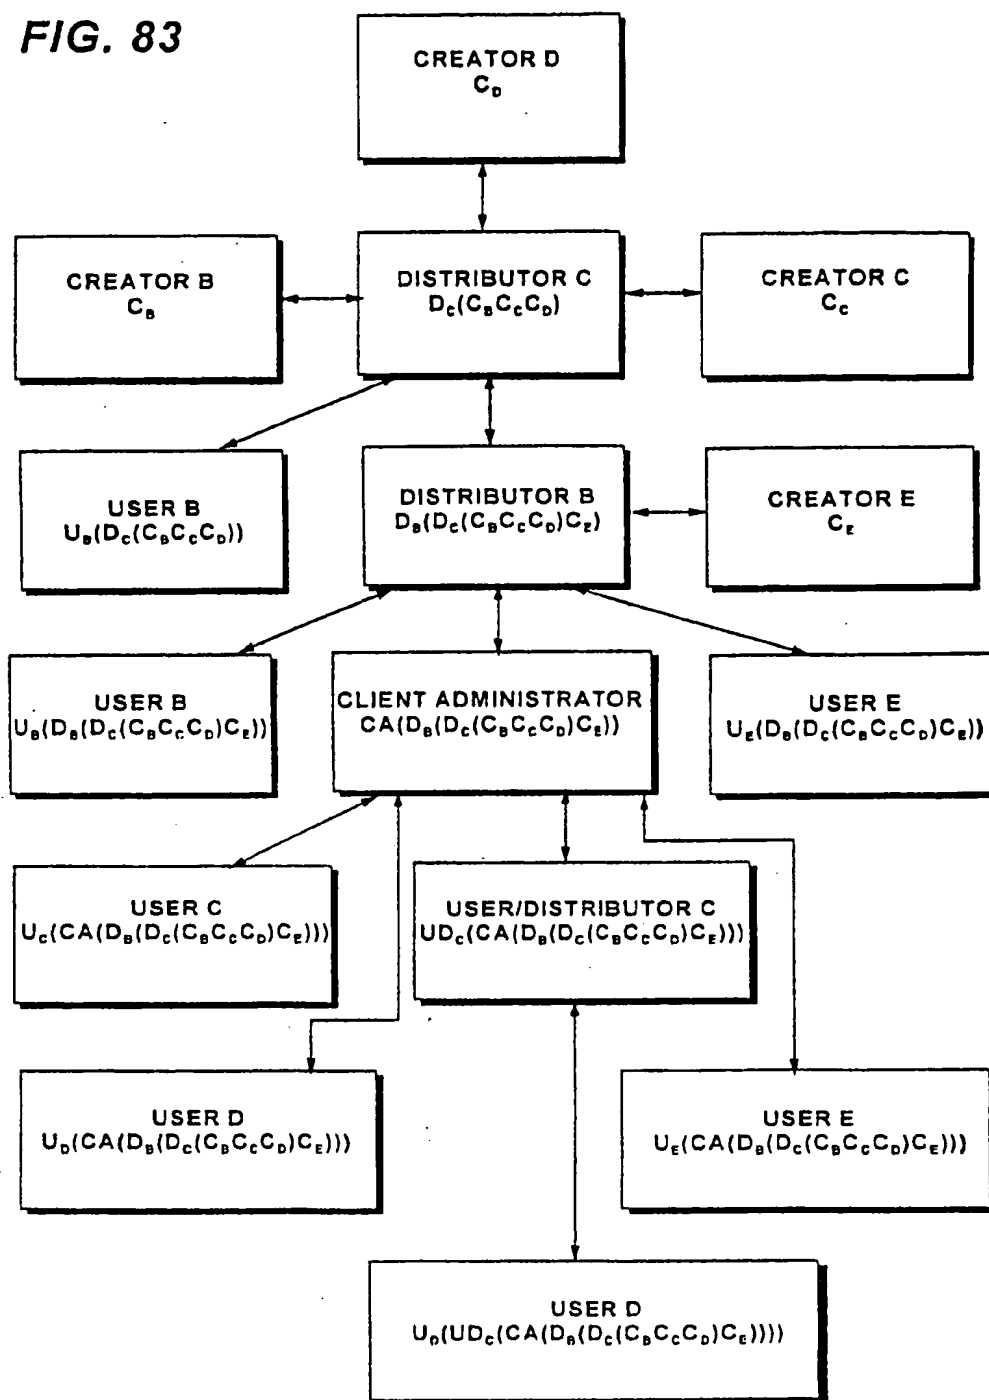 FIG. 83
CREATOR D
C_D
CREATOR B
C_B
DISTRIBUTOR C
D_C(C_BC_CC_D)
CREATOR C
C_C
USER B
U_B(D_C(C_BC_CC_D))
DISTRIBUTOR B
D_B(D_C(C_BC_CC_D)C_E)
CREATOR E
C_E
USER B
U_B(D_B(D_C(C_BC_CC_D)C_E))
CLIENT ADMINISTRATOR
CA(D_B(D_C(C_BC_CC_D)C_E))
USER E
U_E(D_B(D_C(C_BC_CC_D)C_E))
USER C
U_C(CA(D_B(D_C(C_BC_CC_D)C_E)))
USER/DISTRIBUTOR C
UD_C(CA(D_B(D_C(C_BC_CC_D)C_E)))
USER D
U_D(CA(D_B(D_C(C_BC_CC_D)C_E)))
USER E
U_E(CA(D_B(D_C(C_BC_CC_D)C_E)))
USER D
U_D(UD_C(CA(D_B(D_C(C_BC_CC_D)C_E))))